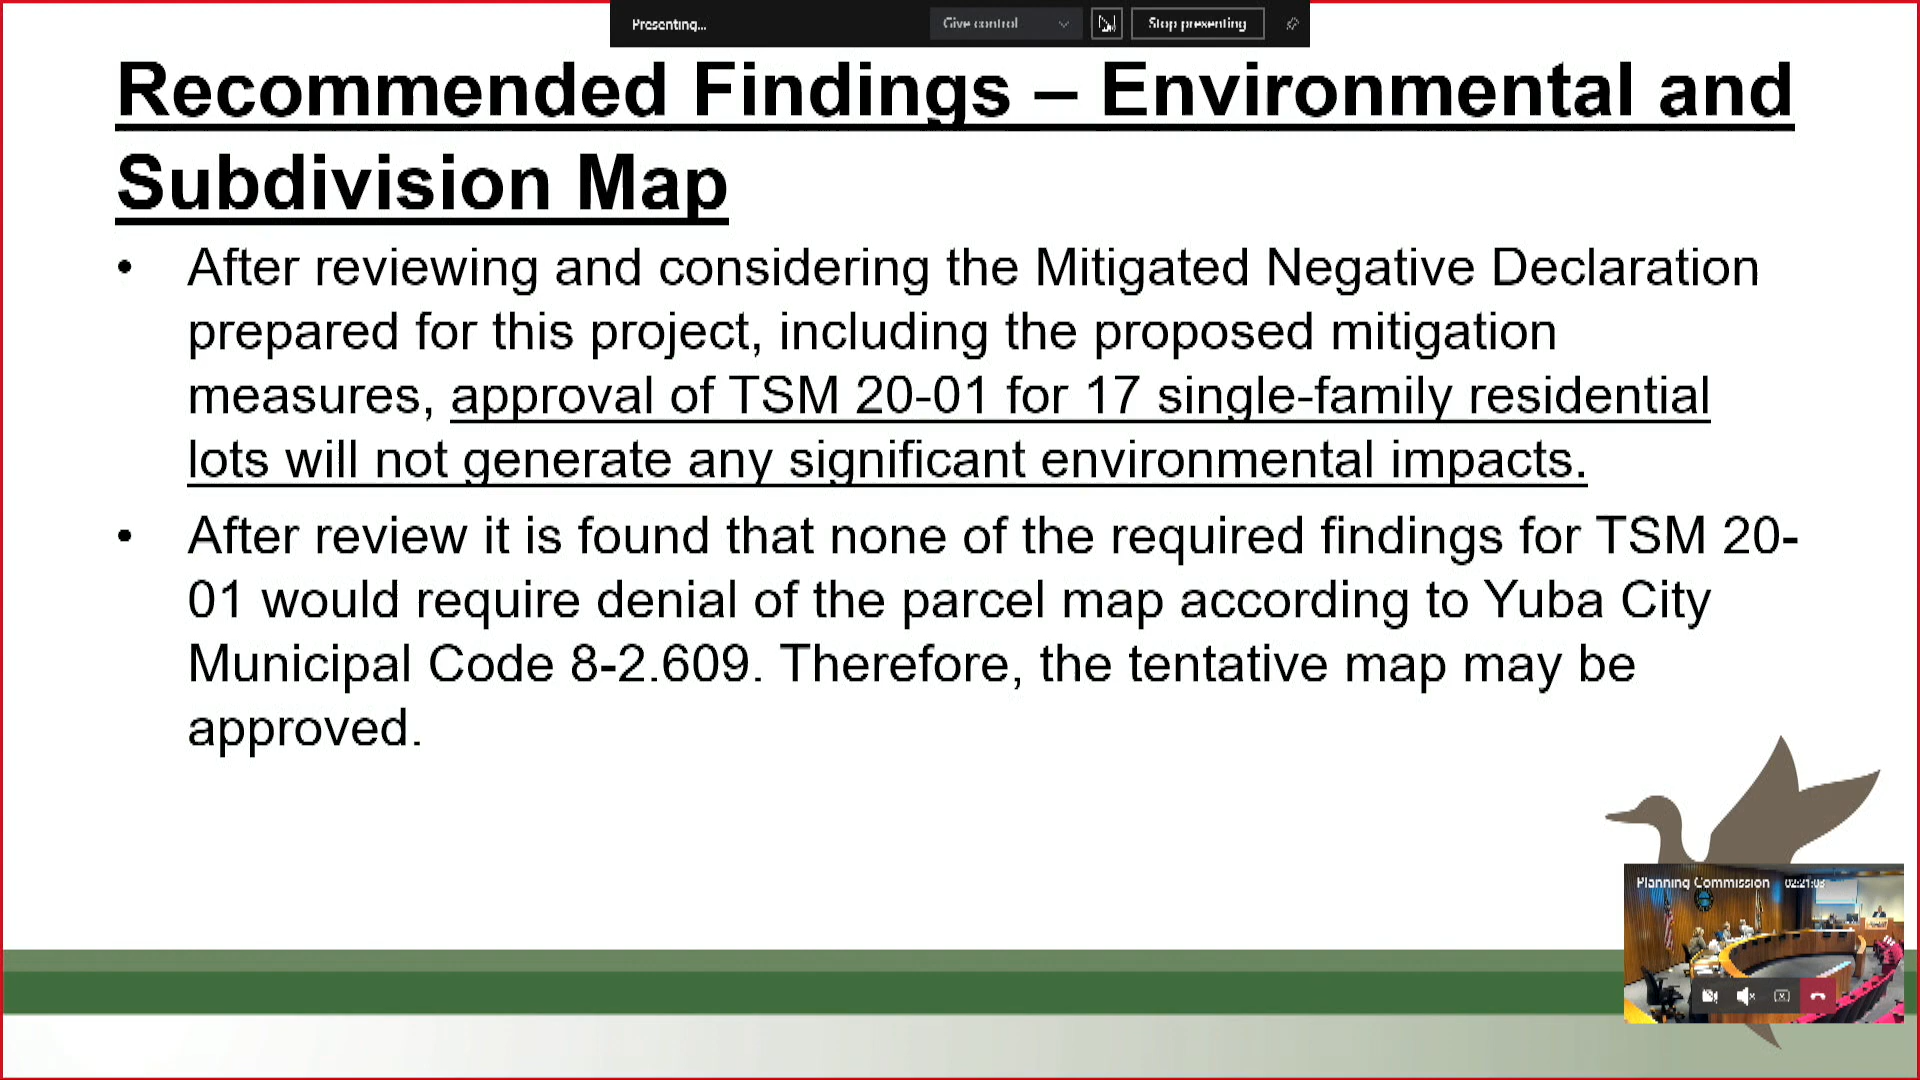 Presenting...
Give control
Stop presenting
Recommended Findings – Environmental and
Subdivision Map
• After reviewing and considering the Mitigated Negative Declaration
prepared for this project, including the proposed mitigation
measures, approval of TSM 20-01 for 17 single-family residential
lots will not generate any significant environmental impacts.
• After review it is found that none of the required findings for TSM 20-
01 would require denial of the parcel map according to Yuba City
Municipal Code 8-2.609. Therefore, the tentative map may be
approved.
Planning Commission 02:21:03